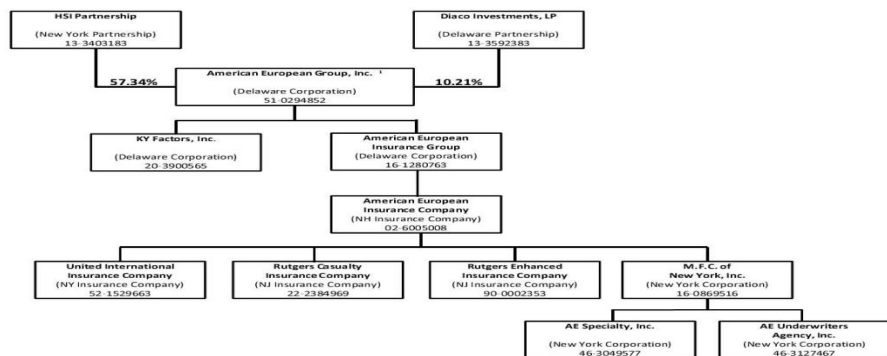 HSI Partnership
(New York Partnership)
13-3403183
Diaco Investments, LP
(Delaware Partnership)
13-3592383
57.34%
10.21%
American European Group, Inc. 1
(Delaware Corporation)
51-0294852
KY Factors, Inc.
(Delaware Corporation)
20-3900565
American European
Insurance Group
(Delaware Corporation)
16-1280763
American European
Insurance Company
(NH Insurance Company)
02-6005008
United International
Insurance Company
(NY Insurance Company)
52-1529663
Rutgers Casualty
Insurance Company
(NJ Insurance Company)
22-2384969
Rutgers Enhanced
Insurance Company
(NJ Insurance Company)
90-0002353
M.F.C. of
New York, Inc.
(New York Corporation)
16-0869516
AE Specialty, Inc.
(New York Corporation)
46-3049577
AE Underwriters
Agency, Inc.
(New York Corporation)
46-3127467